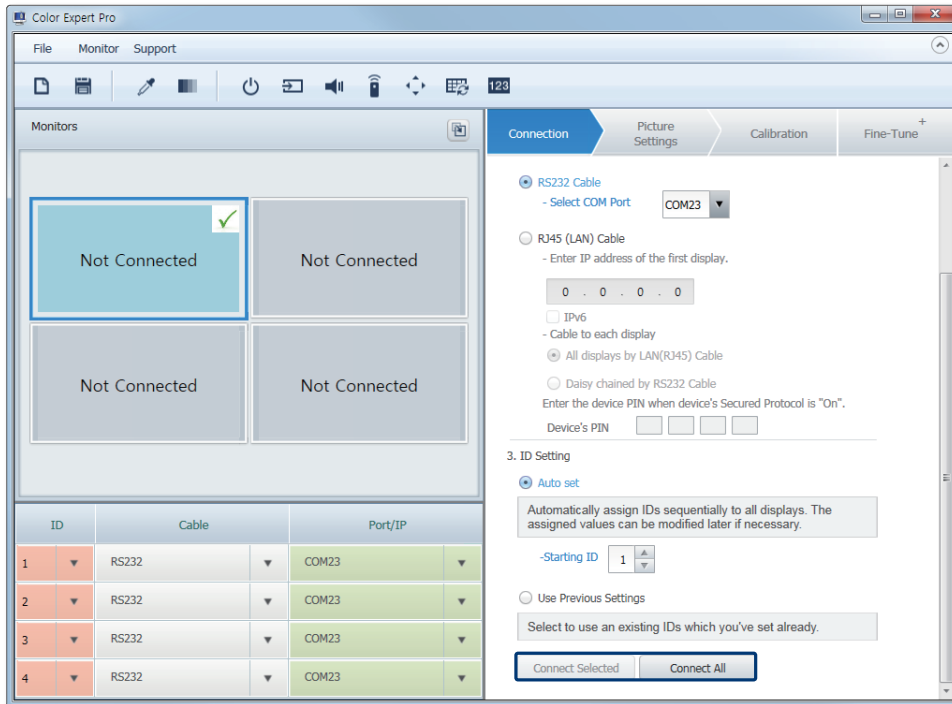 Color Expert Pro
File Monitor Support
123
Monitors
Not Connected
Not Connected
Not Connected
Not Connected
ID Cable Port/IP
1 RS232 COM23
2 RS232 COM23
3 RS232 COM23
4 RS232 COM23
Connection
Picture
Settings
Calibration
Fine-Tune +
RS232 Cable
- Select COM Port COM23
RJ45 (LAN) Cable
- Enter IP address of the first display.
0 . 0 . 0 . 0
IPv6
- Cable to each display
All displays by LAN(RJ45) Cable
Daisy chained by RS232 Cable
Enter the device PIN when device's Secured Protocol is "On".
Device's PIN
3. ID Setting
Auto set
Automatically assign IDs sequentially to all displays. The
assigned values can be modified later if necessary.
-Starting ID 1
Use Previous Settings
Select to use an existing IDs which you've set already.
Connect Selected Connect All